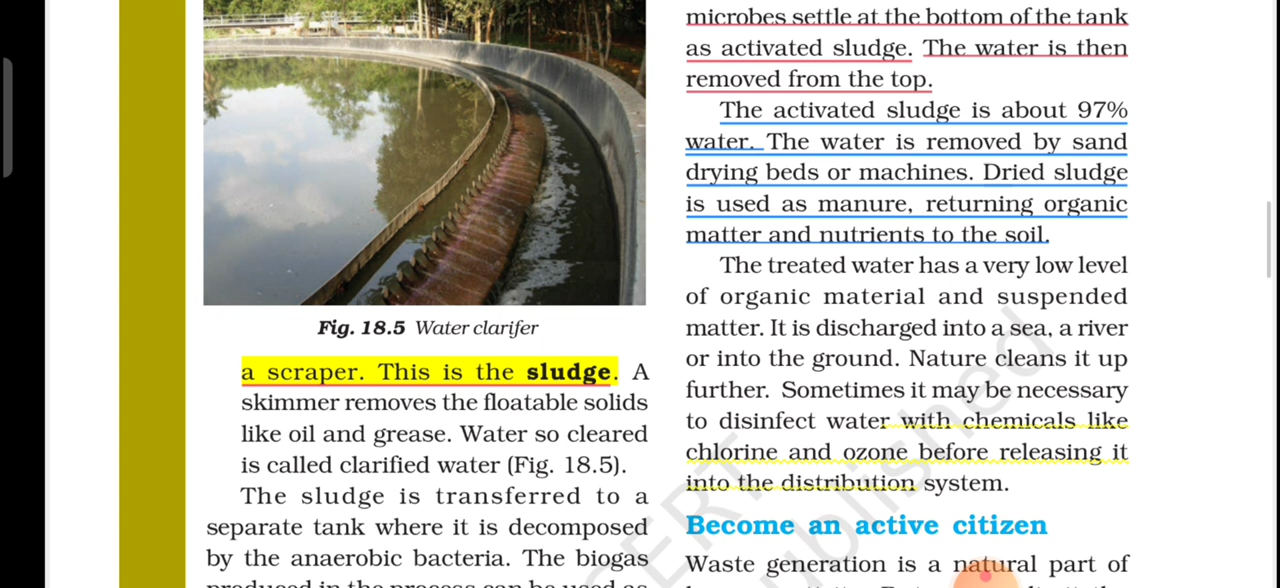 Fig. 18.5 Water clarifer
a scraper. This is the sludge. A
skimmer removes the floatable solids
like oil and grease. Water so cleared
is called clarified water (Fig. 18.5).
The sludge is transferred to a
separate tank where it is decomposed
by the anaerobic bacteria. The biogas
produced in the process can be used as
microbes settle at the bottom of the tank
as activated sludge. The water is then
removed from the top.
The activated sludge is about 97%
water. The water is removed by sand
drying beds or machines. Dried sludge
is used as manure, returning organic
matter and nutrients to the soil.
The treated water has a very low level
of organic material and suspended
matter. It is discharged into a sea, a river
or into the ground. Nature cleans it up
further. Sometimes it may be necessary
to disinfect water with chemicals like
chlorine and ozone before releasing it
into the distribution system.
Become an active citizen
Waste generation is a natural part of